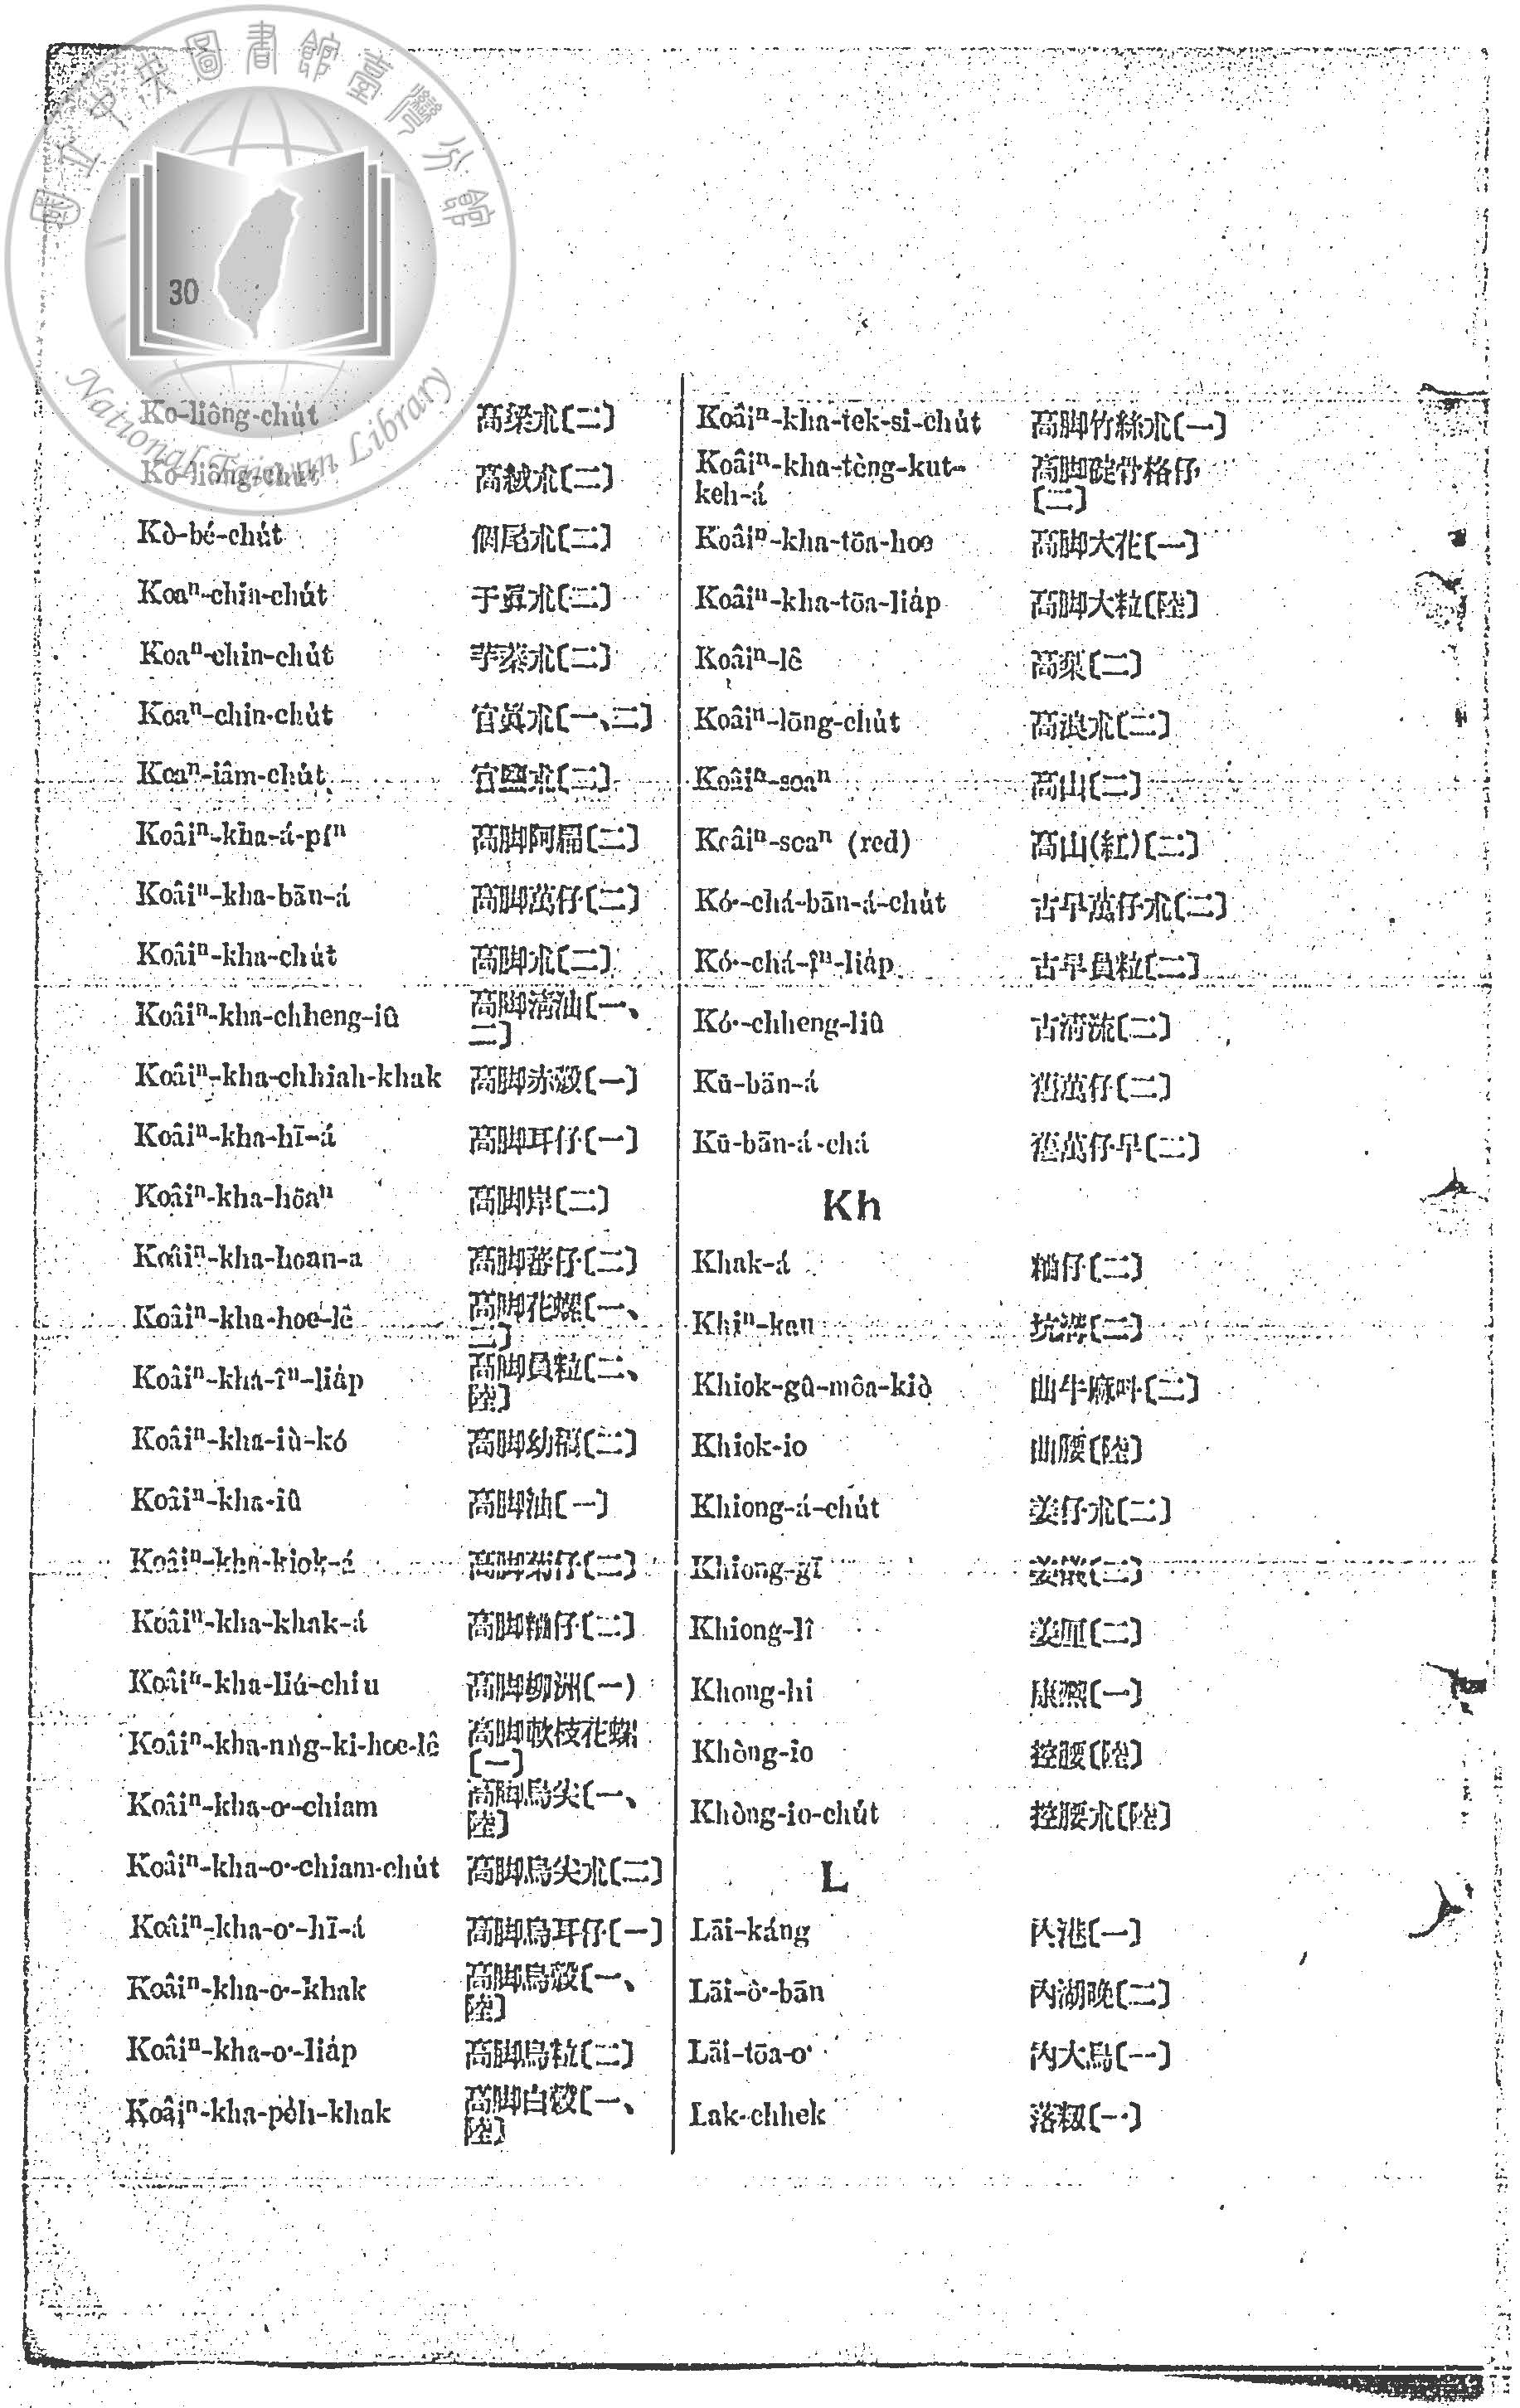 國立中央圖書館臺灣分館
National Taiwan Library
30
Ko-liông-chu̍t 高梁朮〔二〕
Ko-liông-chu̍t 高朮〔二〕
Kò-bé-chu̍t 個尾朮〔二〕
Koaⁿ-chin-chu̍t 于眞朮〔二〕
Koaⁿ-chin-chu̍t 芉蓁朮〔二〕
Koaⁿ-chin-chu̍t 官眞朮〔一、二〕
Koaⁿ-iâm-chu̍t 官鹽朮〔二〕
Koâiⁿ-kha-á-píⁿ 高脚阿扁〔二〕
Koâiⁿ-kha-bān-á 高脚萬仔〔二〕
Koâiⁿ-kha-chu̍t 高脚朮〔二〕
Koâiⁿ-kha-chheng-iû 高脚淸油〔一、
二〕
Koâiⁿ-kha-chhiah-khak 高脚赤殼〔一〕
Koâiⁿ-kha-hī-á 高脚耳仔〔一〕
Koâiⁿ-kha-hōaⁿ 高脚岸〔二〕
Koâiⁿ-kha-hoan-a 高脚蕃仔〔二〕
Koâiⁿ-kha-hoe-lê 高脚花螺〔一、
二〕
Koâiⁿ-kha-îⁿ-lia̍p 高脚員粒〔二、
陸〕
Koâiⁿ-kha-iù-kó 高脚幼稿〔二〕
Koâiⁿ-kha-iû 高脚油〔一〕
Koâiⁿ-kha-kiok-á 高脚菊仔〔二〕
Koâiⁿ-kha-khak-á 高脚粬仔〔二〕
Koâiⁿ-kha-liú-chiu 高脚柳洲〔一〕
Koâiⁿ-kha-nńg-ki-hoe-lê 高脚軟枝花螺
〔一〕
Koâiⁿ-kha-o·-chiam 高脚烏尖〔一、
陸〕
Koâiⁿ-kha-o·-chiam-chu̍t 高脚烏尖朮〔二〕
Koâiⁿ-kha-o·-hī-á 高脚烏耳仔〔一〕
Koâiⁿ-kha-o·-khak 高脚烏殼〔一、
陸〕
Koâiⁿ-kha-o·-lia̍p 高脚烏粒〔二〕
Koâiⁿ-kha-pe̍h-khak 高脚白殼〔一、
陸〕
Koâiⁿ-kha-tek-si-chu̍t 高脚竹絲朮〔一〕
Koâiⁿ-kha-tèng-kut- 高脚碇骨格仔
keh-á 〔二〕
Koâiⁿ-kha-tōa-hoe 高脚大花〔一〕
Koâiⁿ-kha-tōa-lia̍p 高脚大粒〔陸〕
Koâiⁿ-lê 高梨〔二〕
Koâiⁿ-lōng-chu̍t 高浪朮〔二〕
Koâiⁿ-soaⁿ 高山〔二〕
Koâiⁿ-soaⁿ (red) 高山(紅)〔二〕
Kó·-chá-bān-á-chu̍t 古早萬仔朮〔二〕
Kó·-chá-îⁿ-lia̍p 古早員粒〔二〕
Kó·-chheng-liû 古淸流〔二〕
Kū-bān-á 舊萬仔〔二〕
Kū-bān-á-chá 舊萬仔早〔二〕
Kh
Khak-á 粬仔〔二〕
Khiⁿ-kau 坑溝〔二〕
Khiok-gû-môa-kiò 曲牛麻叫〔二〕
Khiok-io 曲腰〔陸〕
Khiong-á-chu̍t 姜仔朮〔二〕
Khiong-gī 姜儀〔二〕
Khiong-lî 姜厘〔二〕
Khong-hi 康熙〔一〕
Khòng-io 控腰〔陸〕
Khòng-io-chu̍t 控腰朮〔陸〕
L
Lāi-káng 內港〔一〕
Lāi-ô·-bān 內湖晚〔二〕
Lāi-tōa-o· 內大烏〔一〕
Lak-chhek 落〔一〕